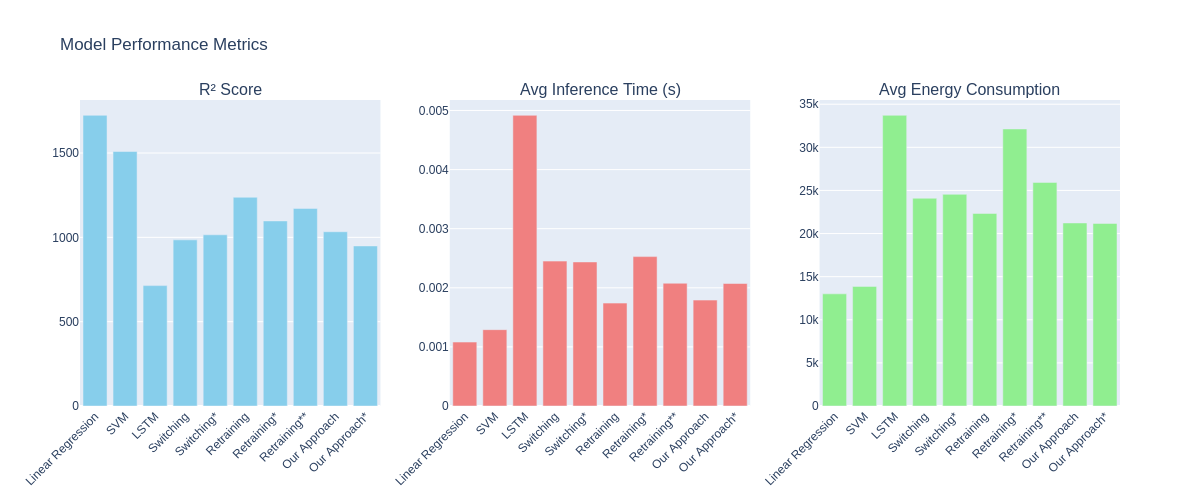 Model Performance Metrics
R² Score
Avg Inference Time (s)
Avg Energy Consumption
1500
1000
500
0
Linear Regression
SVM
LSTM
Switching
Switching*
Retraining
Retraining*
Retraining**
Our Approach
Our Approach*
0.005
0.004
0.003
0.002
0.001
0
Linear Regression
SVM
LSTM
Switching
Switching*
Retraining
Retraining*
Retraining**
Our Approach
Our Approach*
35k
30k
25k
20k
15k
10k
5k
0
Linear Regression
SVM
LSTM
Switching
Switching*
Retraining
Retraining*
Retraining**
Our Approach
Our Approach*